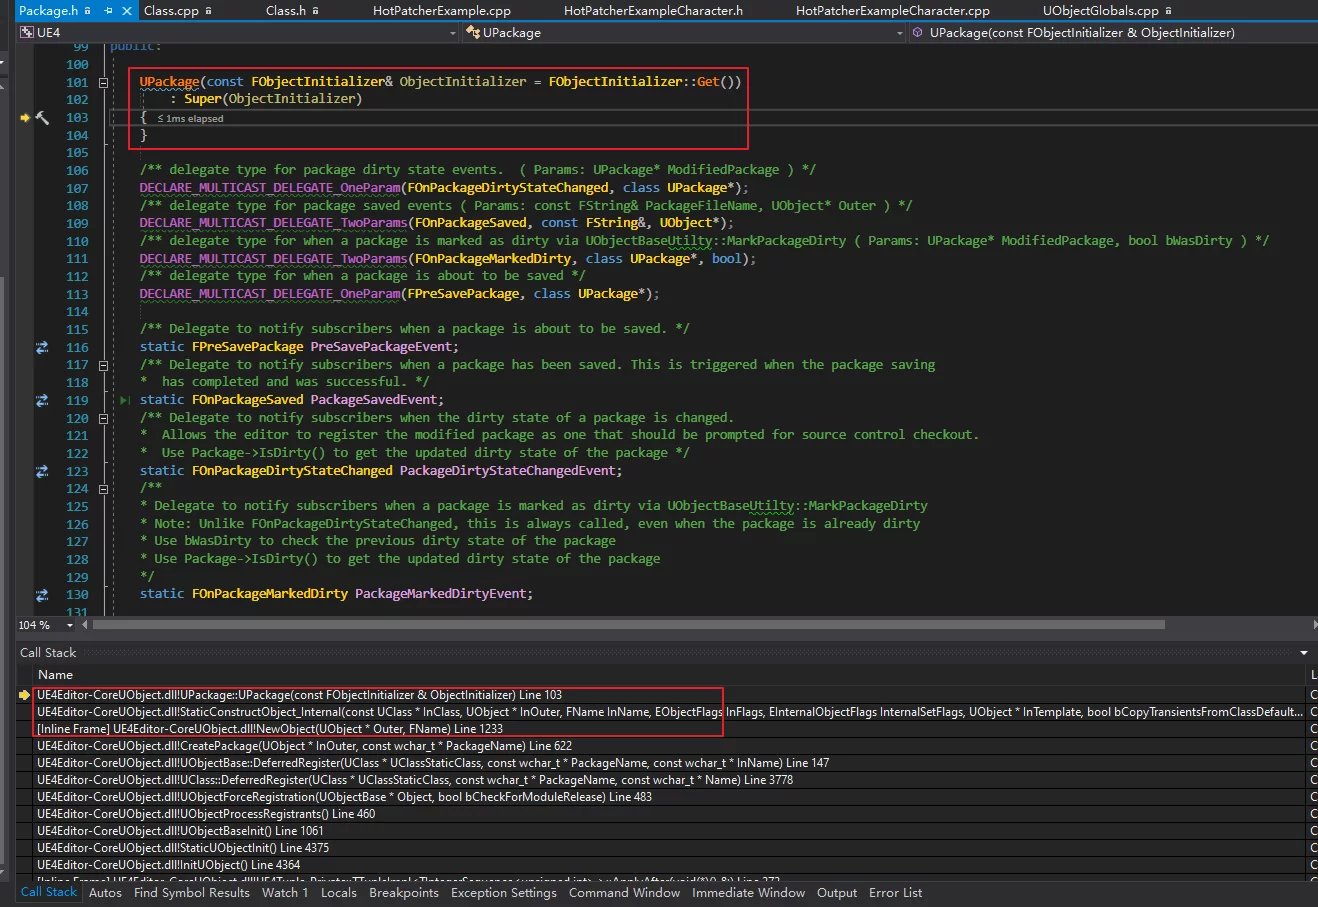 Package.h Class.cpp Class.h HotPatcherExample.cpp HotPatcherExampleCharacter.h HotPatcherExampleCharacter.cpp UObjectGlobals.cpp
UE4 UPackage UPackage(const FObjectInitializer & ObjectInitializer)
99 public:
100
101 UPackage(const FObjectInitializer& ObjectInitializer = FObjectInitializer::Get())
102 : Super(ObjectInitializer)
103 { ≤ 1ms elapsed
104 }
105
106 /** delegate type for package dirty state events. ( Params: UPackage* ModifiedPackage ) */
107 DECLARE_MULTICAST_DELEGATE_OneParam(FOnPackageDirtyStateChanged, class UPackage*);
108 /** delegate type for package saved events ( Params: const FString& PackageFileName, UObject* Outer ) */
109 DECLARE_MULTICAST_DELEGATE_TwoParams(FOnPackageSaved, const FString&, UObject*);
110 /** delegate type for when a package is marked as dirty via UObjectBaseUtilty::MarkPackageDirty ( Params: UPackage* ModifiedPackage, bool bWasDirty ) */
111 DECLARE_MULTICAST_DELEGATE_TwoParams(FOnPackageMarkedDirty, class UPackage*, bool);
112 /** delegate type for when a package is about to be saved */
113 DECLARE_MULTICAST_DELEGATE_OneParam(FPreSavePackage, class UPackage*);
114
115 /** Delegate to notify subscribers when a package is about to be saved. */
116 static FPreSavePackage PreSavePackageEvent;
117 /** Delegate to notify subscribers when a package has been saved. This is triggered when the package saving
118 * has completed and was successful. */
119 static FOnPackageSaved PackageSavedEvent;
120 /** Delegate to notify subscribers when the dirty state of a package is changed.
121 * Allows the editor to register the modified package as one that should be prompted for source control checkout.
122 * Use Package->IsDirty() to get the updated dirty state of the package */
123 static FOnPackageDirtyStateChanged PackageDirtyStateChangedEvent;
124 /**
125 * Delegate to notify subscribers when a package is marked as dirty via UObjectBaseUtilty::MarkPackageDirty
126 * Note: Unlike FOnPackageDirtyStateChanged, this is always called, even when the package is already dirty
127 * Use bWasDirty to check the previous dirty state of the package
128 * Use Package->IsDirty() to get the updated dirty state of the package
129 */
130 static FOnPackageMarkedDirty PackageMarkedDirtyEvent;
131
104 %
Call Stack
Name
UE4Editor-CoreUObject.dll!UPackage::UPackage(const FObjectInitializer & ObjectInitializer) Line 103
UE4Editor-CoreUObject.dll!StaticConstructObject_Internal(const UClass * InClass, UObject * InOuter, FName InName, EObjectFlags InFlags, EInternalObjectFlags InternalSetFlags, UObject * InTemplate, bool bCopyTransientsFromClassDefault...
[Inline Frame] UE4Editor-CoreUObject.dll!NewObject(UObject * Outer, FName) Line 1233
UE4Editor-CoreUObject.dll!CreatePackage(UObject * InOuter, const wchar_t * PackageName) Line 622
UE4Editor-CoreUObject.dll!UObjectBase::DeferredRegister(UClass * UClassStaticClass, const wchar_t * PackageName, const wchar_t * InName) Line 147
UE4Editor-CoreUObject.dll!UClass::DeferredRegister(UClass * UClassStaticClass, const wchar_t * PackageName, const wchar_t * Name) Line 3778
UE4Editor-CoreUObject.dll!UObjectForceRegistration(UObjectBase * Object, bool bCheckForModuleRelease) Line 483
UE4Editor-CoreUObject.dll!UObjectProcessRegistrants() Line 460
UE4Editor-CoreUObject.dll!UObjectBaseInit() Line 1061
UE4Editor-CoreUObject.dll!StaticUObjectInit() Line 4375
UE4Editor-CoreUObject.dll!InitUObject() Line 4364
Call Stack Autos Find Symbol Results Watch 1 Locals Breakpoints Exception Settings Command Window Immediate Window Output Error List